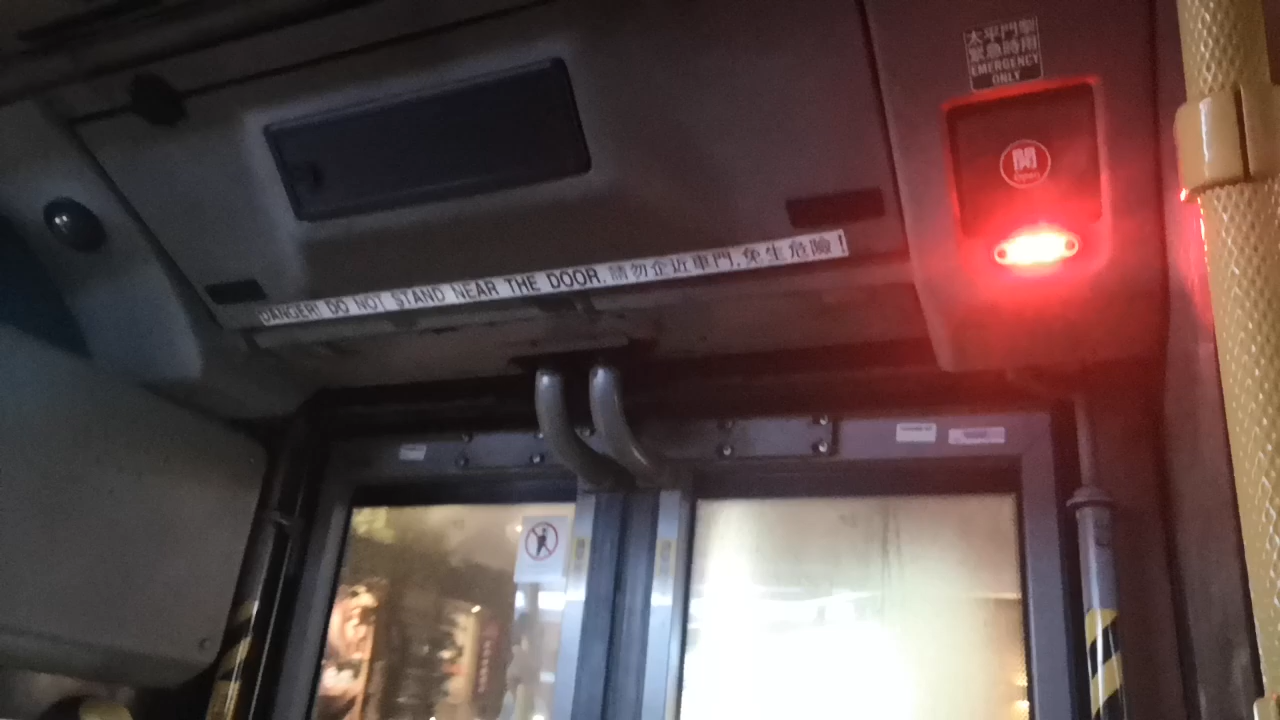 太平門掣
緊急時用
EMERGENCY
ONLY
開
Open
DANGER! DO NOT STAND NEAR THE DOOR. 請勿企近車門, 免生危險!